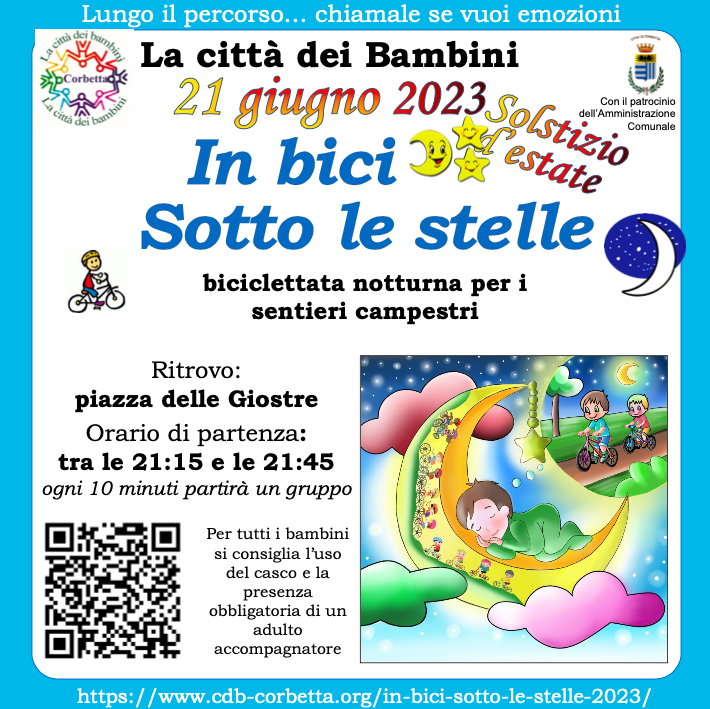 Lungo il percorso... chiamale se vuoi emozioni
La città dei bambini
Corbetta
La città dei bambini
La città dei Bambini
21 giugno 2023
Solstizio
d'estate
Con il patrocinio
dell'Amministrazione
Comunale
In bici
Sotto le stelle
biciclettata notturna per i
sentieri campestri
Ritrovo:
piazza delle Giostre
Orario di partenza:
tra le 21:15 e le 21:45
ogni 10 minuti partirà un gruppo
Per tutti i bambini
si consiglia l'uso
del casco e la
presenza
obbligatoria di un
adulto
accompagnatore
https://www.cdb-corbetta.org/in-bici-sotto-le-stelle-2023/